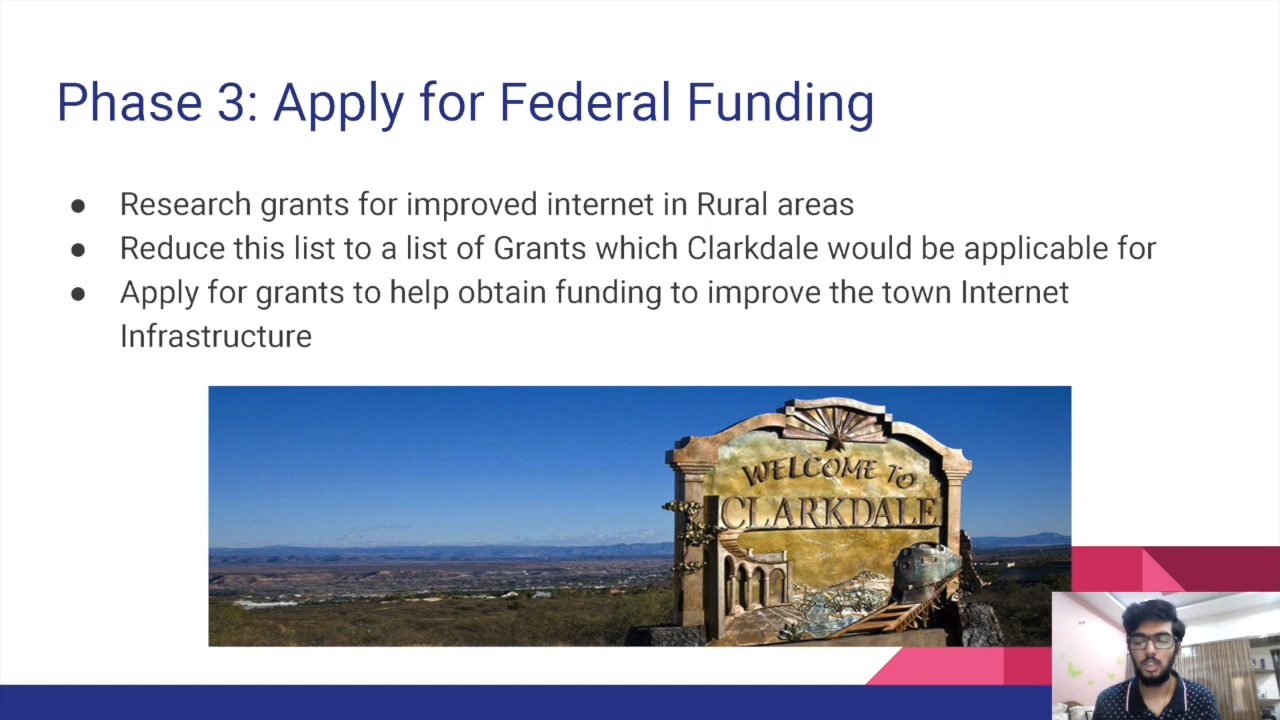 Phase 3: Apply for Federal Funding
● Research grants for improved internet in Rural areas
● Reduce this list to a list of Grants which Clarkdale would be applicable for
● Apply for grants to help obtain funding to improve the town Internet
Infrastructure
WELCOME TO
CLARKDALE